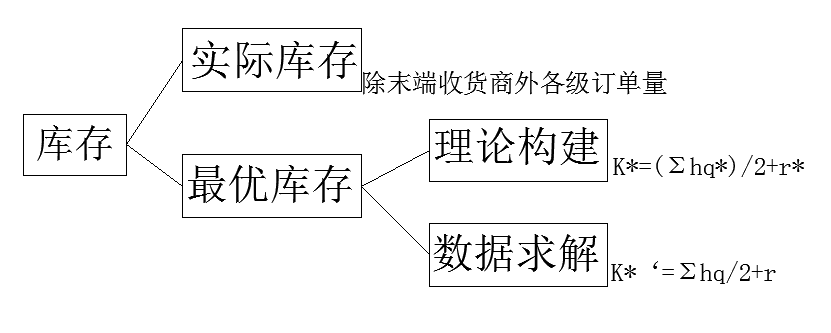 实际库存
除末端收货商外各级订单量
库存
理论构建
K*=(Σhq*)/2+r*
最优库存
数据求解
K*‘=Σhq/2+r